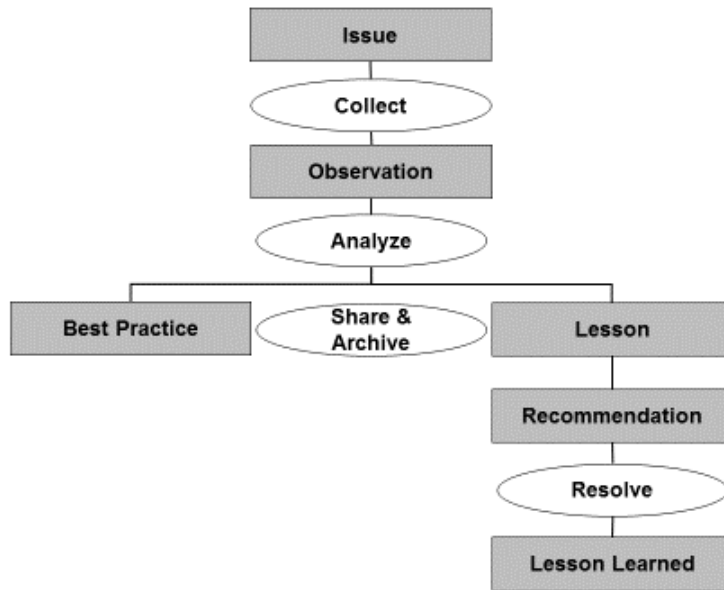 Issue
Collect
Observation
Analyze
Best Practice
Share &
Archive
Lesson
Recommendation
Resolve
Lesson Learned